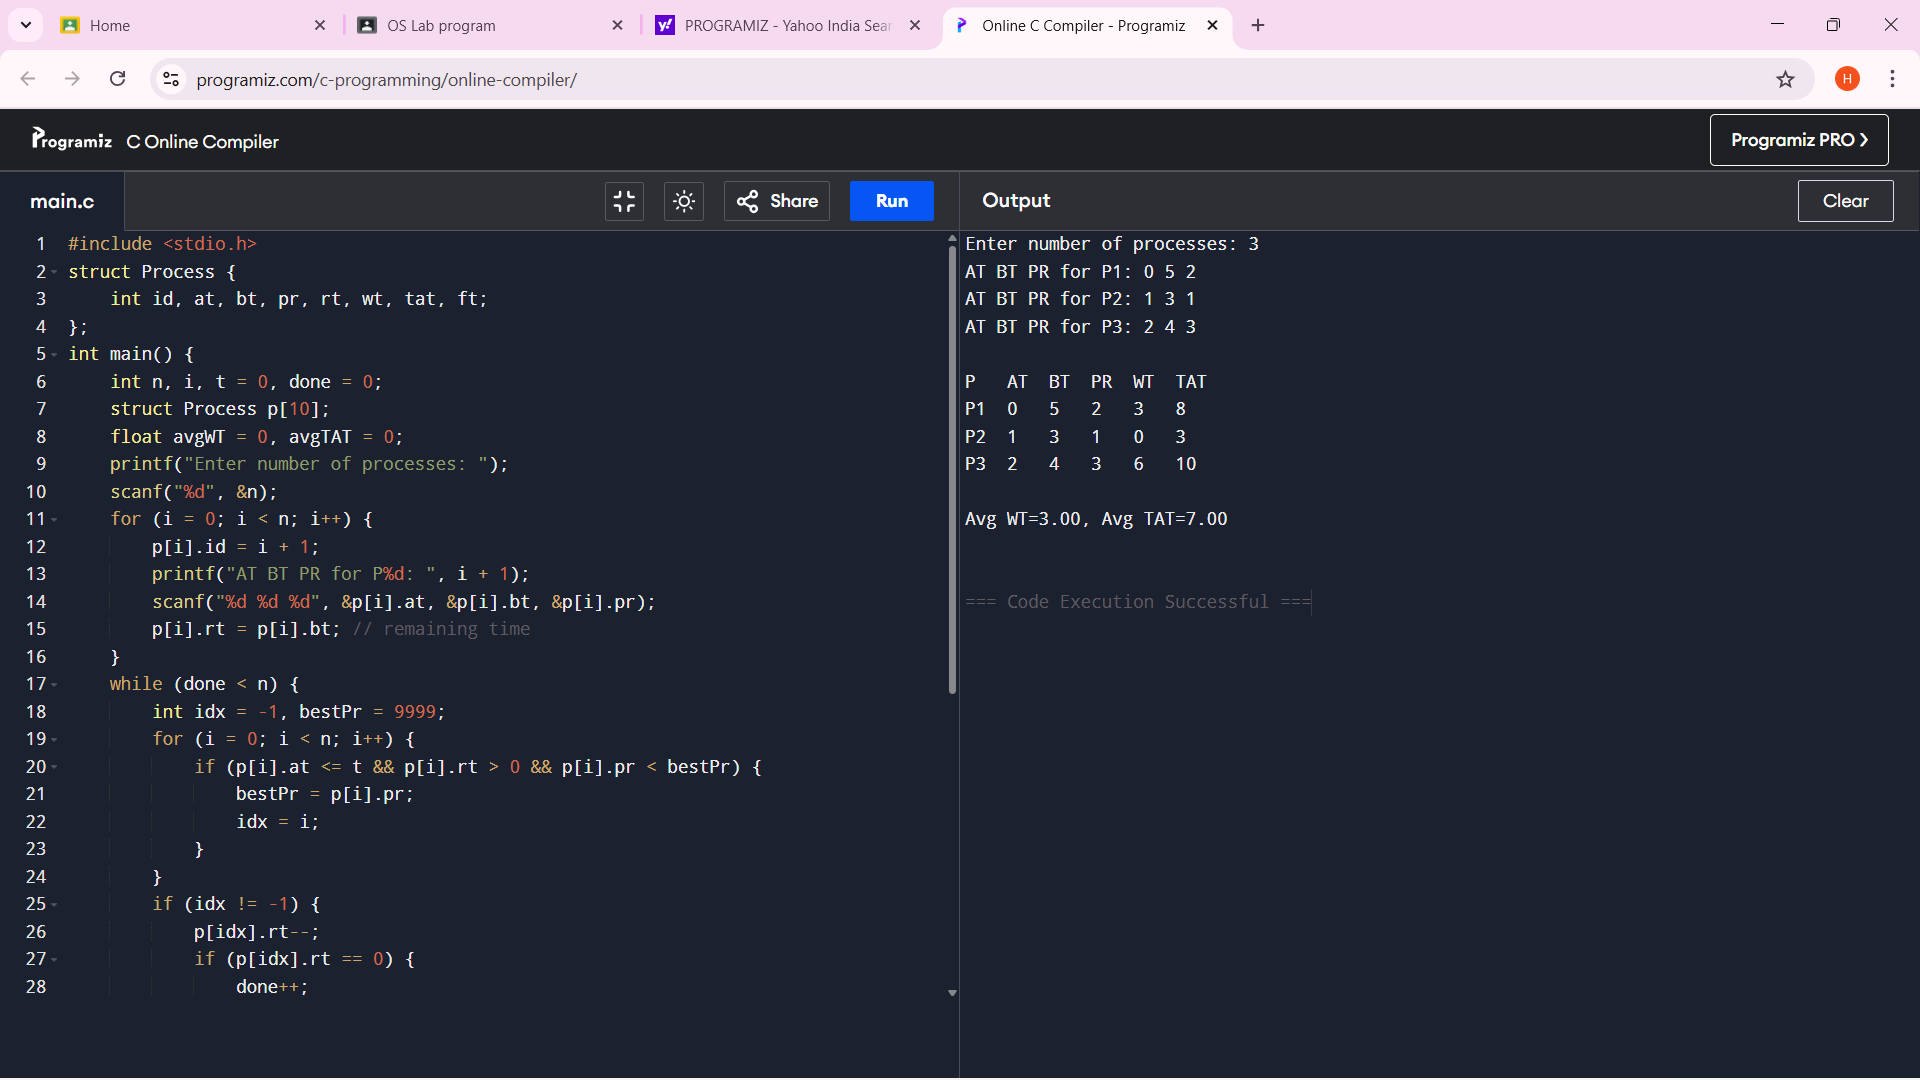 Home
OS Lab program
PROGRAMIZ - Yahoo India Sear
Online C Compiler - Programiz
programiz.com/c-programming/online-compiler/
H
Programiz C Online Compiler
Programiz PRO
main.c
Share
Run
Output
Clear
1 #include <stdio.h>
2 struct Process {
3 int id, at, bt, pr, rt, wt, tat, ft;
4 };
5 int main() {
6 int n, i, t = 0, done = 0;
7 struct Process p[10];
8 float avgWT = 0, avgTAT = 0;
9 printf("Enter number of processes: ");
10 scanf("%d", &n);
11 for (i = 0; i < n; i++) {
12 p[i].id = i + 1;
13 printf("AT BT PR for P%d: ", i + 1);
14 scanf("%d %d %d", &p[i].at, &p[i].bt, &p[i].pr);
15 p[i].rt = p[i].bt; // remaining time
16 }
17 while (done < n) {
18 int idx = -1, bestPr = 9999;
19 for (i = 0; i < n; i++) {
20 if (p[i].at <= t && p[i].rt > 0 && p[i].pr < bestPr) {
21 bestPr = p[i].pr;
22 idx = i;
23 }
24 }
25 if (idx != -1) {
26 p[idx].rt--;
27 if (p[idx].rt == 0) {
28 done++;
Enter number of processes: 3
AT BT PR for P1: 0 5 2
AT BT PR for P2: 1 3 1
AT BT PR for P3: 2 4 3
P AT BT PR WT TAT
P1 0 5 2 3 8
P2 1 3 1 0 3
P3 2 4 3 6 10
Avg WT=3.00, Avg TAT=7.00
=== Code Execution Successful ===